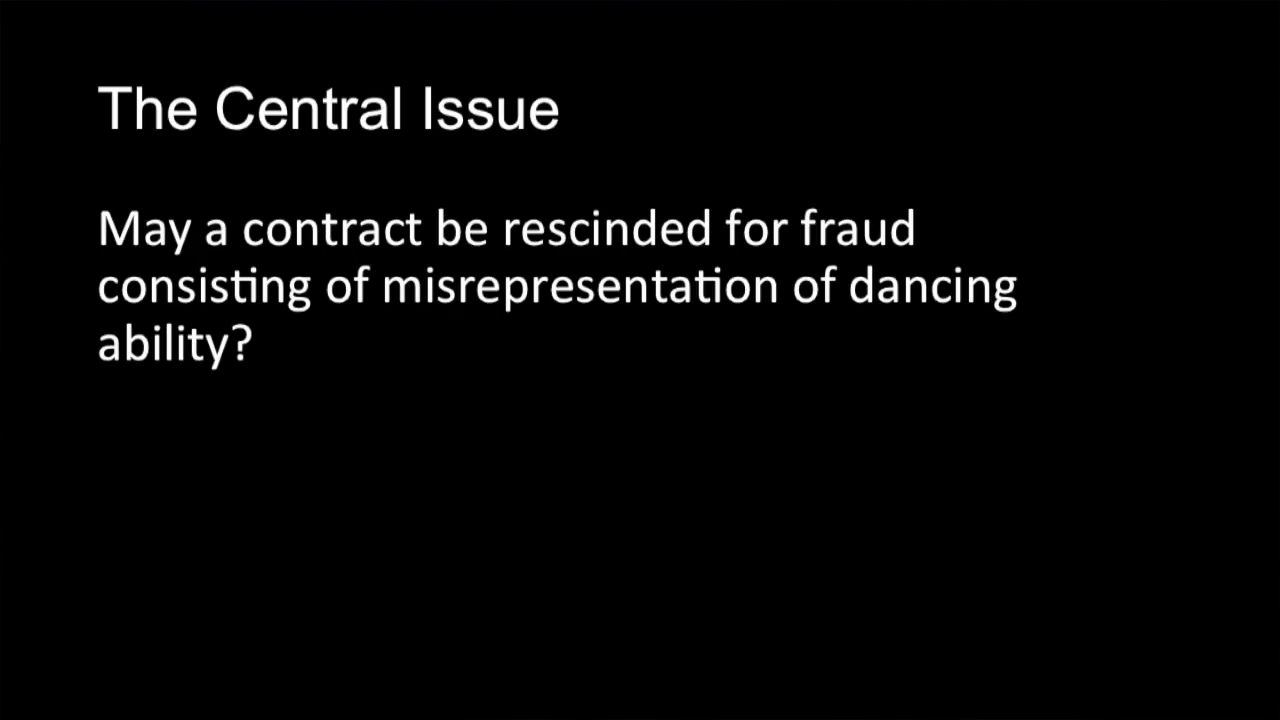 The Central Issue
May a contract be rescinded for fraud
consisting of misrepresentation of dancing
ability?